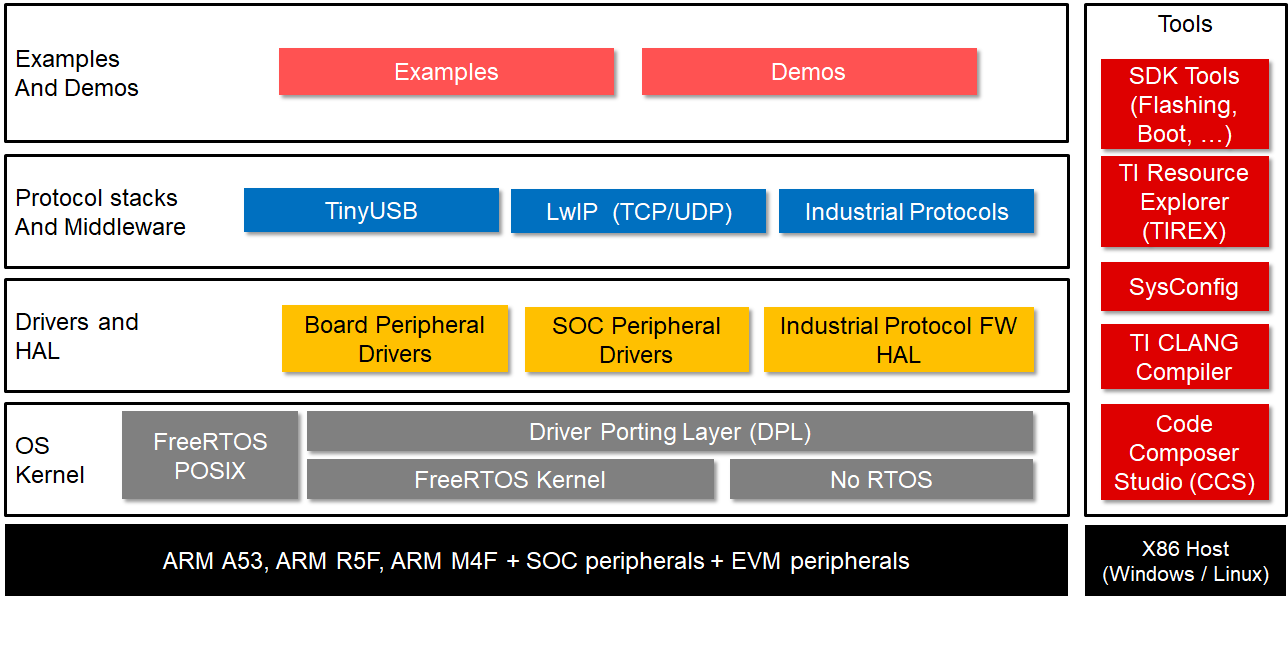 Examples
And Demos
Examples
Demos
Protocol stacks
And Middleware
TinyUSB
LwIP (TCP/UDP)
Industrial Protocols
Drivers and
HAL
Board Peripheral
Drivers
SOC Peripheral
Drivers
Industrial Protocol FW
HAL
OS
Kernel
FreeRTOS
POSIX
Driver Porting Layer (DPL)
FreeRTOS Kernel
No RTOS
ARM A53, ARM R5F, ARM M4F + SOC peripherals + EVM peripherals
Tools
SDK Tools
(Flashing,
Boot, …)
TI Resource
Explorer
(TIREX)
SysConfig
TI CLANG
Compiler
Code
Composer
Studio (CCS)
X86 Host
(Windows / Linux)